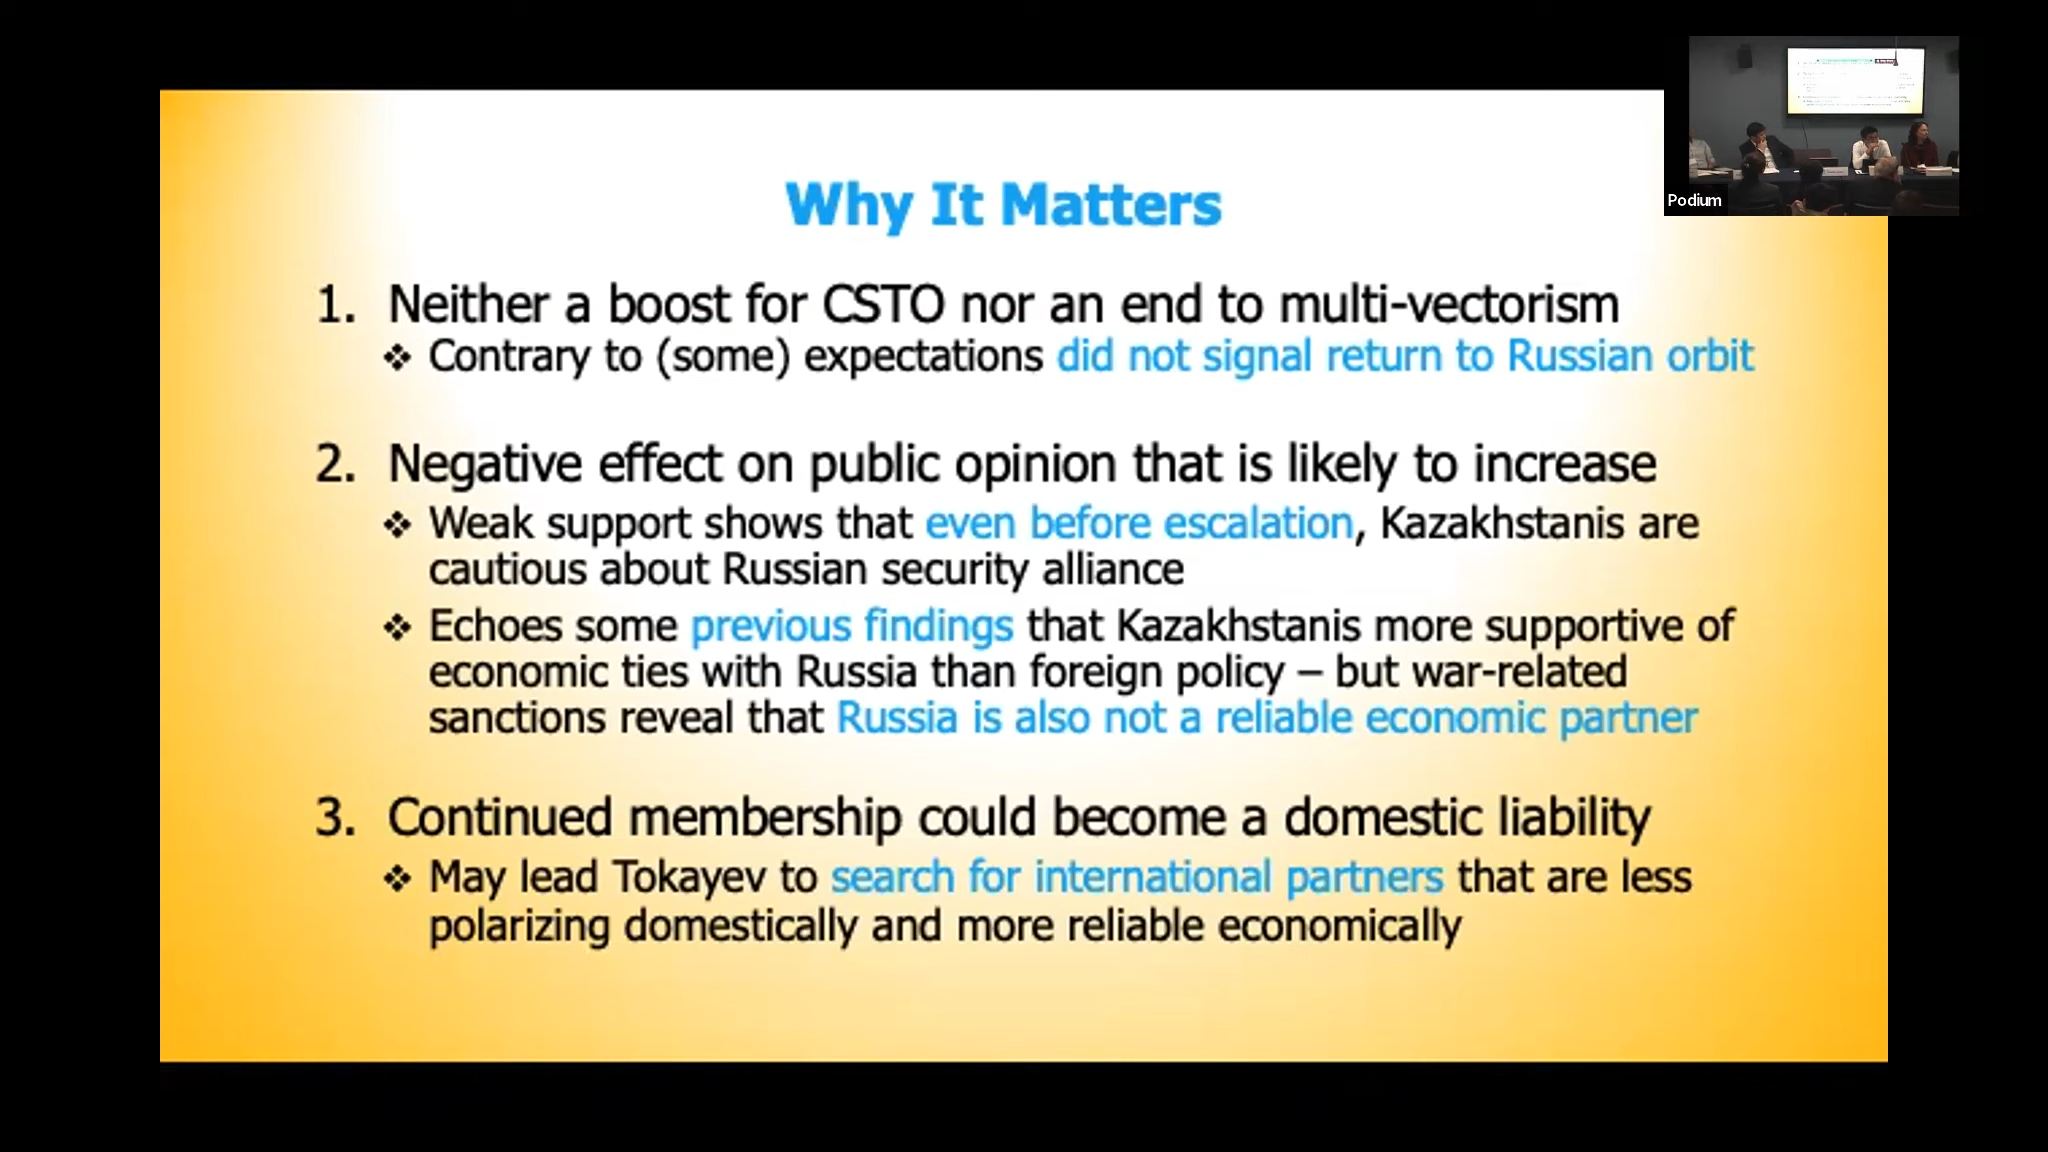 Why It Matters
1. Neither a boost for CSTO nor an end to multi-vectorism
❖ Contrary to (some) expectations did not signal return to Russian orbit
2. Negative effect on public opinion that is likely to increase
❖ Weak support shows that even before escalation, Kazakhstanis are
cautious about Russian security alliance
❖ Echoes some previous findings that Kazakhstanis more supportive of
economic ties with Russia than foreign policy – but war-related
sanctions reveal that Russia is also not a reliable economic partner
3. Continued membership could become a domestic liability
❖ May lead Tokayev to search for international partners that are less
polarizing domestically and more reliable economically
Podium